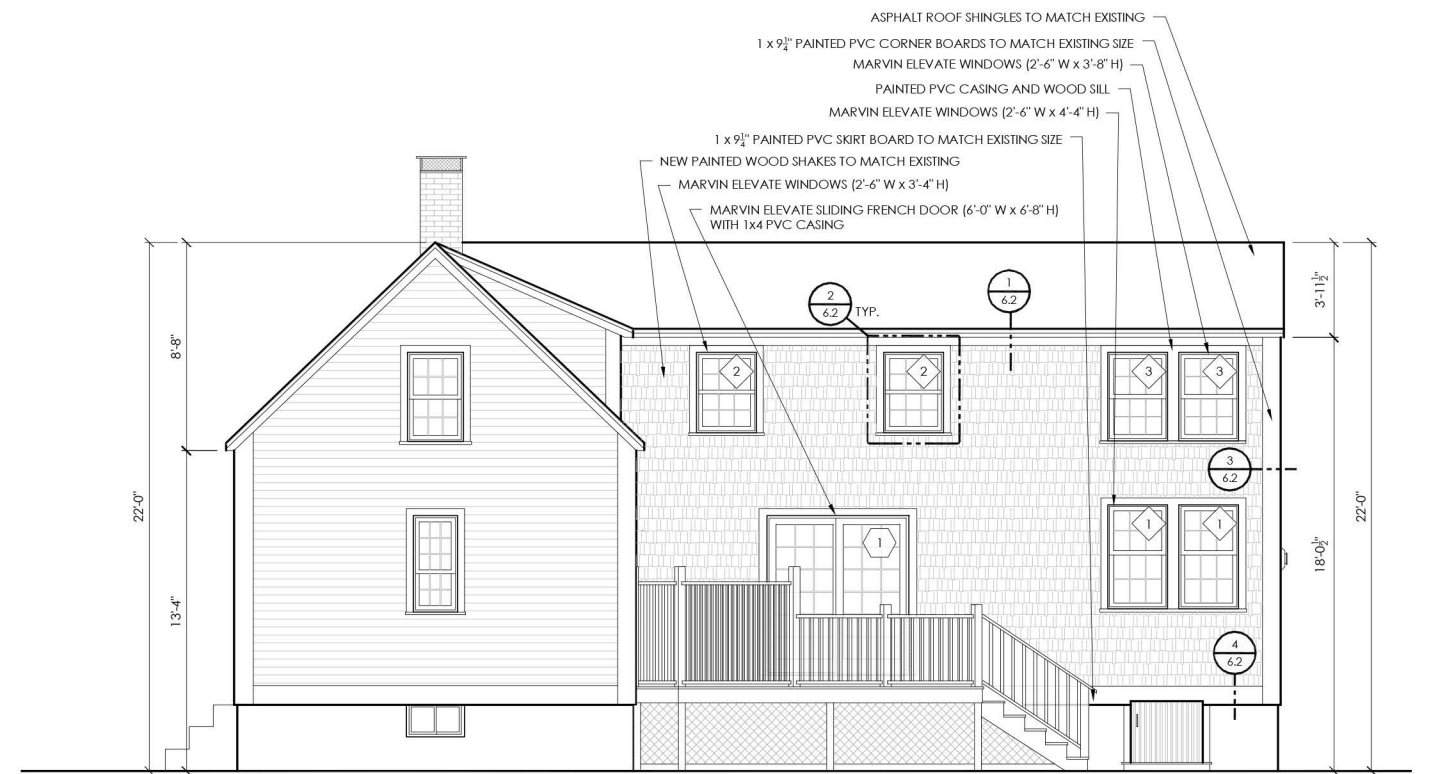 ASPHALT ROOF SHINGLES TO MATCH EXISTING
1 x 9¼" PAINTED PVC CORNER BOARDS TO MATCH EXISTING SIZE
MARVIN ELEVATE WINDOWS (2'-6" W x 3'-8" H)
PAINTED PVC CASING AND WOOD SILL
MARVIN ELEVATE WINDOWS (2'-6" W x 4'-4" H)
1 x 9¼" PAINTED PVC SKIRT BOARD TO MATCH EXISTING SIZE
NEW PAINTED WOOD SHAKES TO MATCH EXISTING
MARVIN ELEVATE WINDOWS (2'-6" W x 3'-4" H)
MARVIN ELEVATE SLIDING FRENCH DOOR (6'-0" W x 6'-8" H)
WITH 1x4 PVC CASING
1
6.2
2
6.2
TYP.
3'-11½"
8'-8"
2
2
3
3
3
6.2
22'-0"
22'-0"
1
1
1
18'-0½"
13'-4"
4
6.2